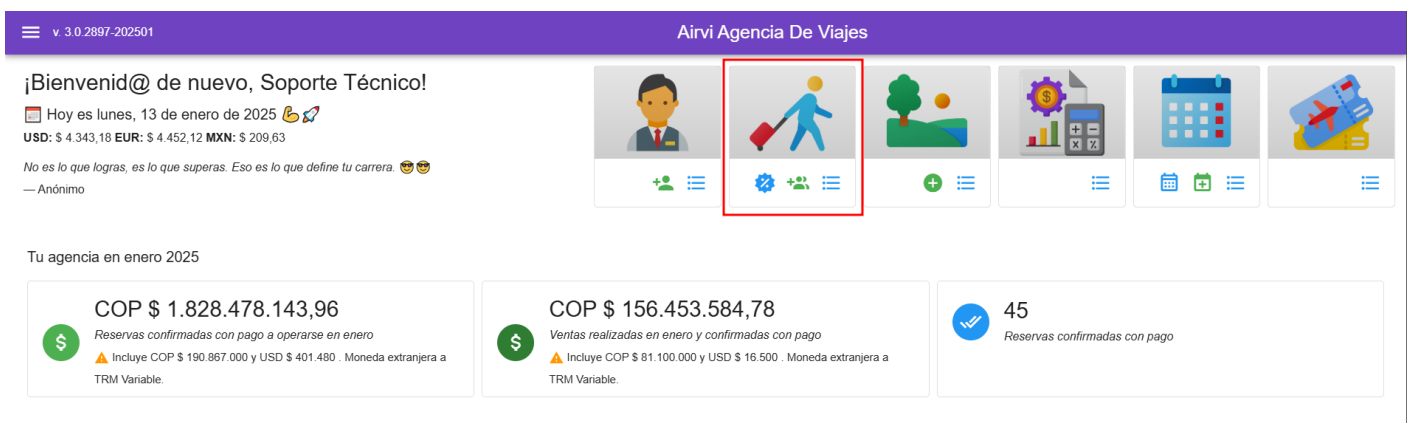 v. 3.0.2897-202501
Airvi Agencia De Viajes
¡Bienvenid@ de nuevo, Soporte Técnico!
Hoy es lunes, 13 de enero de 2025 💪🚀
USD: $ 4.343,18 EUR: $ 4.452,12 MXN: $ 209,63
No es lo que logras, es lo que superas. Eso es lo que define tu carrera. 😎😎
— Anónimo
Tu agencia en enero 2025
COP $ 1.828.478.143,96
Reservas confirmadas con pago a operarse en enero
⚠ Incluye COP $ 190.867.000 y USD $ 401.480 . Moneda extranjera a
TRM Variable.
COP $ 156.453.584,78
Ventas realizadas en enero y confirmadas con pago
⚠ Incluye COP $ 81.100.000 y USD $ 16.500 . Moneda extranjera a
TRM Variable.
45
Reservas confirmadas con pago